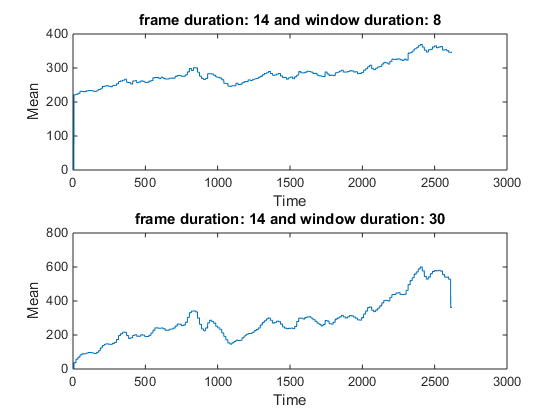 frame duration: 14 and window duration: 8
400
300
200
100
0
Mean
0 500 1000 1500 2000 2500 3000
Time
frame duration: 14 and window duration: 30
800
600
400
200
0
Mean
0 500 1000 1500 2000 2500 3000
Time